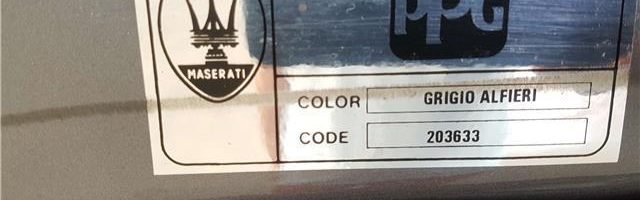 ppg
MASERATI
COLOR GRIGIO ALFIERI
CODE 203633